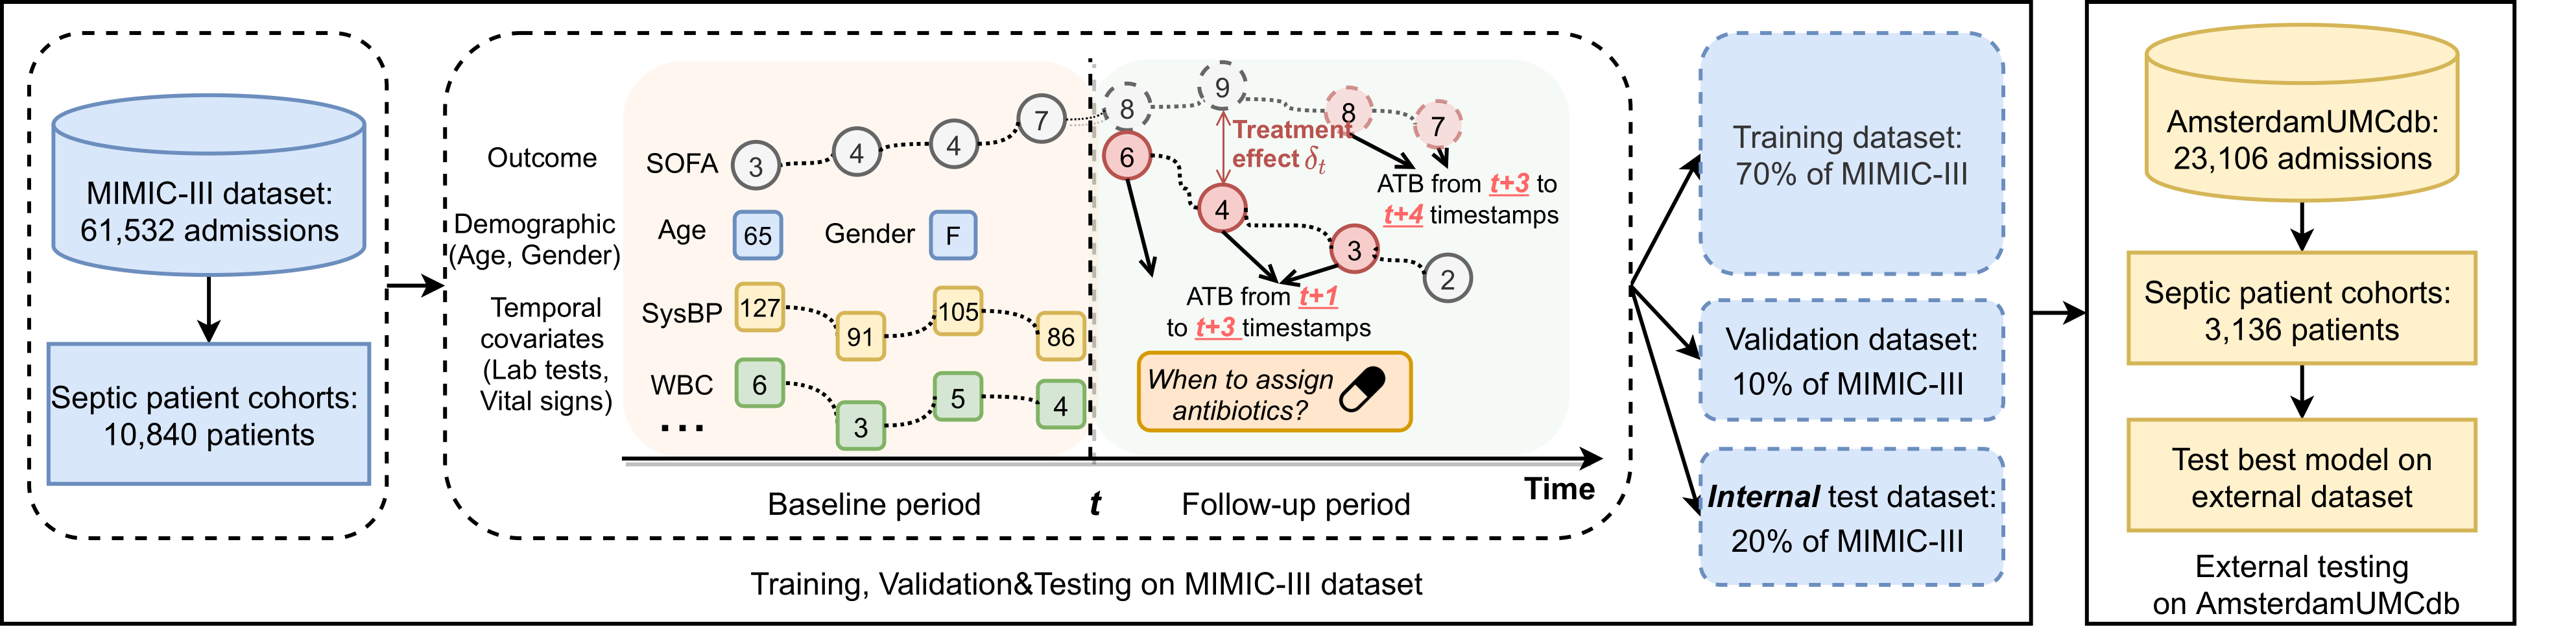 MIMIC-III dataset:
61,532 admissions
Septic patient cohorts:
10,840 patients
Outcome
Demographic
(Age, Gender)
Temporal
covariates
(Lab tests,
Vital signs)
SOFA
3
4
4
7
8
9
8
7
6
4
3
2
Treatment
effect δt
ATB from t+3 to
t+4 timestamps
Age
65
Gender
F
SysBP
127
91
105
86
WBC
6
3
5
4
...
ATB from t+1
to t+3 timestamps
When to assign
antibiotics?
Time
Baseline period
t
Follow-up period
Training, Validation&Testing on MIMIC-III dataset
Training dataset:
70% of MIMIC-III
Validation dataset:
10% of MIMIC-III
Internal test dataset:
20% of MIMIC-III
AmsterdamUMCdb:
23,106 admissions
Septic patient cohorts:
3,136 patients
Test best model on
external dataset
External testing
on AmsterdamUMCdb